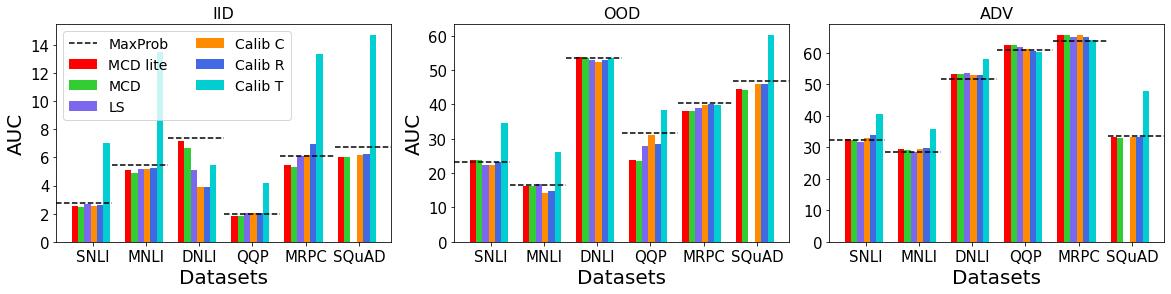 IID
AUC
14
12
10
8
6
4
2
0
MaxProb
MCD lite
MCD
LS
Calib C
Calib R
Calib T
SNLI MNLI DNLI QQP MRPC SQuAD
Datasets
OOD
AUC
60
50
40
30
20
10
0
SNLI MNLI DNLI QQP MRPC SQuAD
Datasets
ADV
60
50
40
30
20
10
0
SNLI MNLI DNLI QQP MRPC SQuAD
Datasets